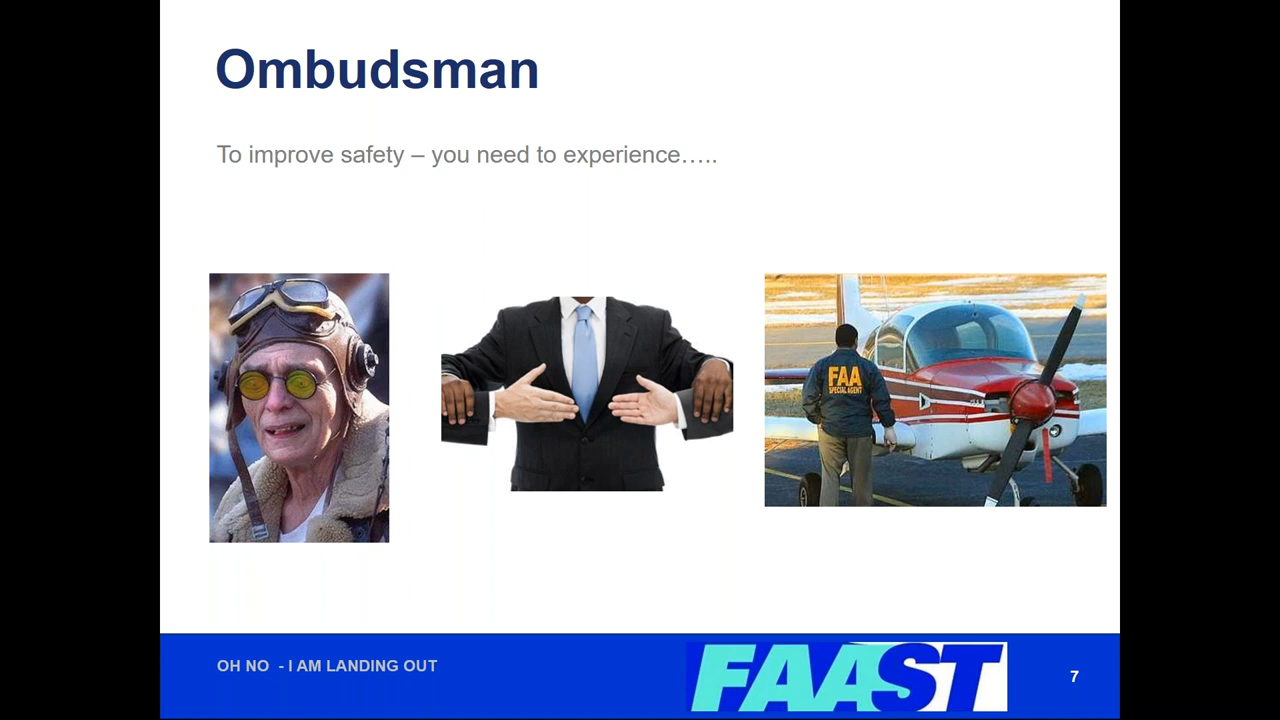 Ombudsman
To improve safety – you need to experience…..
FAA
SPECIAL AGENT
OH NO - I AM LANDING OUT
FAAST
7